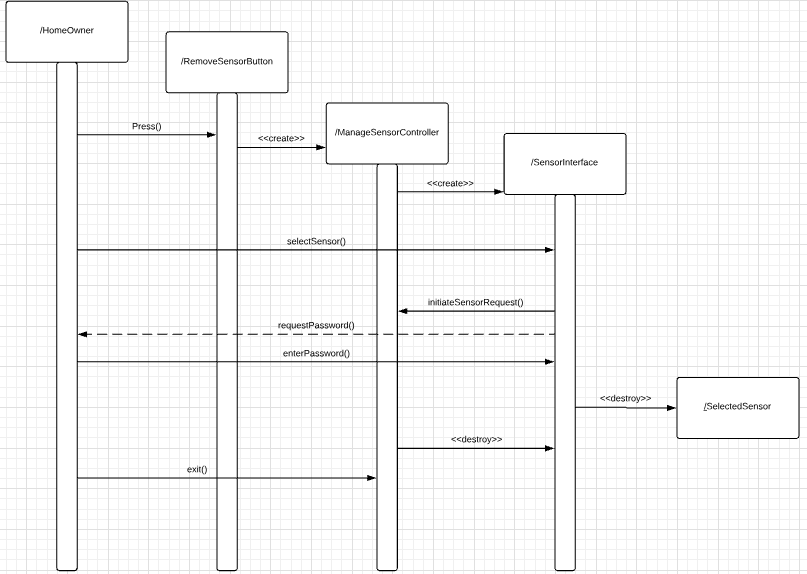 /HomeOwner
/RemoveSensorButton
/ManageSensorController
/SensorInterface
Press()
<<create>>
<<create>>
selectSensor()
initiateSensorRequest()
requestPassword()
enterPassword()
<<destroy>>
/SelectedSensor
<<destroy>>
exit()